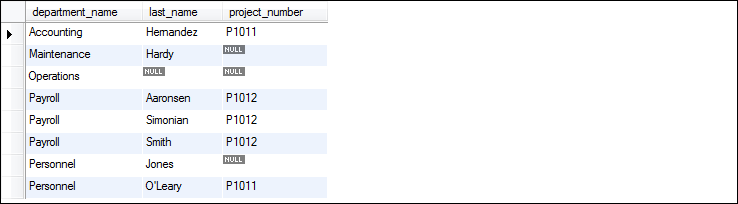 department_name last_name project_number
Accounting Hernandez P1011
Maintenance Hardy NULL
Operations NULL NULL
Payroll Aaronsen P1012
Payroll Simonian P1012
Payroll Smith P1012
Personnel Jones NULL
Personnel O'Leary P1011